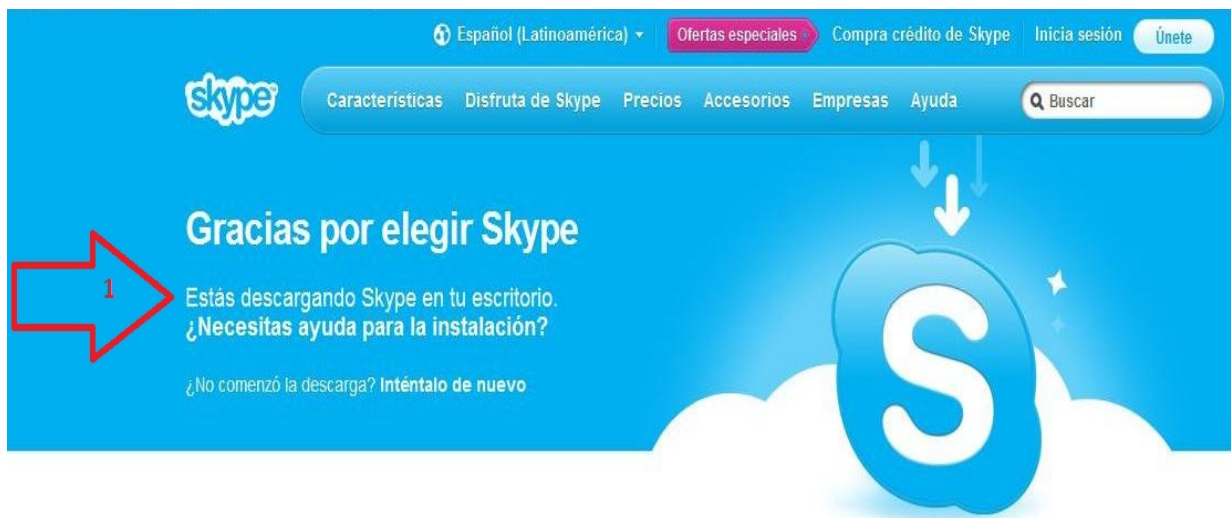 Español (Latinoamérica) Ofertas especiales Compra crédito de Skype Inicia sesión Únete
skype Características Disfruta de Skype Precios Accesorios Empresas Ayuda Buscar
Gracias por elegir Skype
1
Estás descargando Skype en tu escritorio.
¿Necesitas ayuda para la instalación?
¿No comenzó la descarga? Inténtalo de nuevo
S